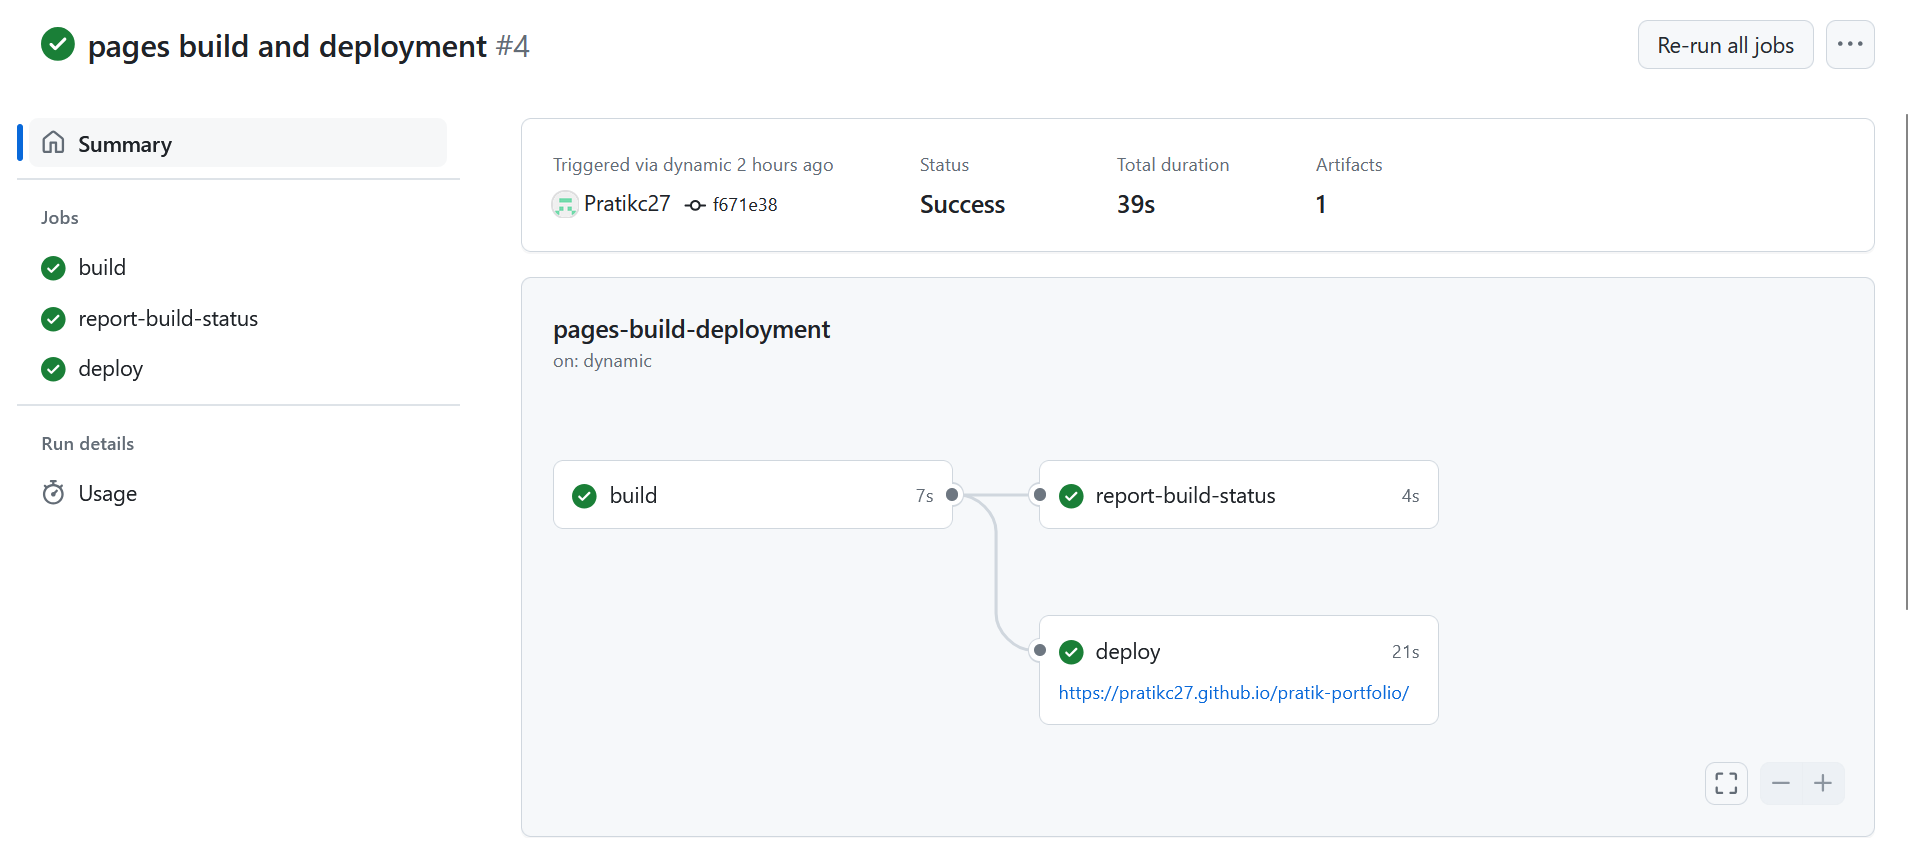 pages build and deployment #4
Re-run all jobs
Summary
Jobs
build
report-build-status
deploy
Run details
Usage
Triggered via dynamic 2 hours ago
Pratikc27 f671e38
Status
Success
Total duration
39s
Artifacts
1
pages-build-deployment
on: dynamic
build 7s
report-build-status 4s
deploy 21s
https://pratikc27.github.io/pratik-portfolio/